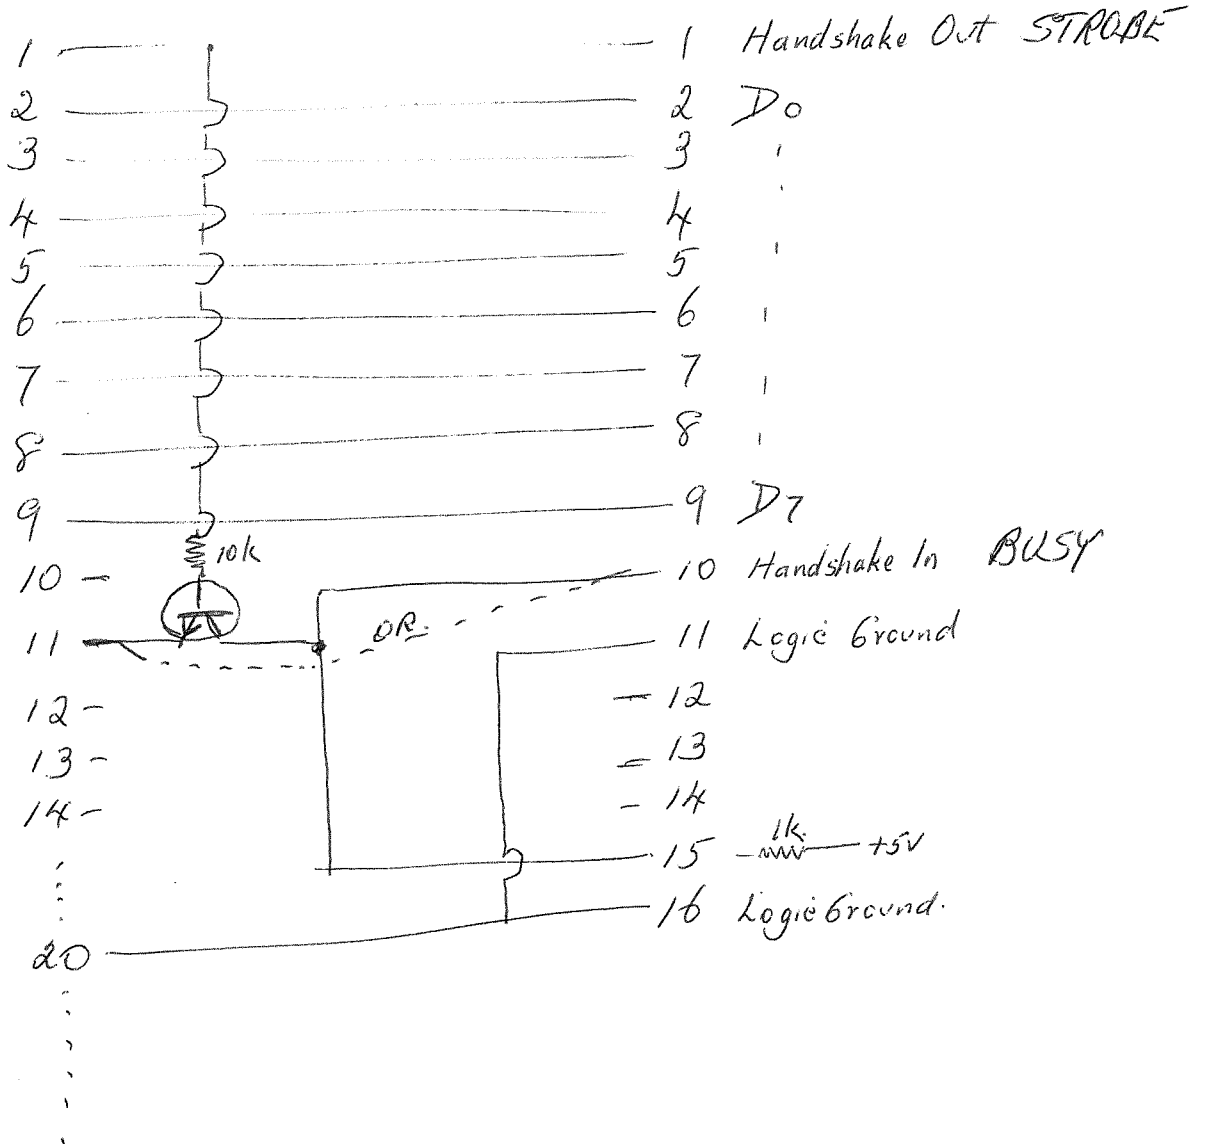 1 1 Handshake Out STROBE
2 2 D0
3 3
4 4
5 5
6 6
7 7
8 8
9 9 D7
10k
10 10 Handshake In BUSY
OR.
11 11 Logic Ground
12 12
13 13
14 14
1k.
15 +5V
16 Logic Ground.
20